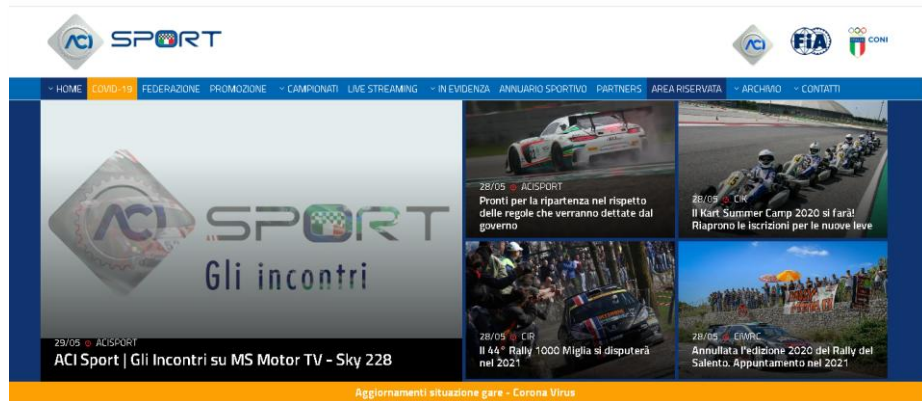 ACI SPORT
ACI FIA ITALIA CONI
HOME COVID-19 FEDERAZIONE PROMOZIONE CAMPIONATI LIVE STREAMING IN EVIDENZA ANNUARIO SPORTIVO PARTNERS AREA RISERVATA ARCHIVIO CONTATTI
ACI SPORT
Gli incontri
29/05 ACISPORT
ACI Sport | Gli Incontri su MS Motor TV - Sky 228
28/05 ACISPORT
Pronti per la ripartenza nel rispetto
delle regole che verranno dettate dal
governo
28/05 CIK
Il Kart Summer Camp 2020 si farà!
Riaprono le iscrizioni per le nuove leve
28/05 CIR
Il 44° Rally 1000 Miglia si disputerà
nel 2021
28/05 CIWRC
Annullata l'edizione 2020 del Rally del
Salento. Appuntamento nel 2021
Aggiornamenti situazione gare - Corona Virus